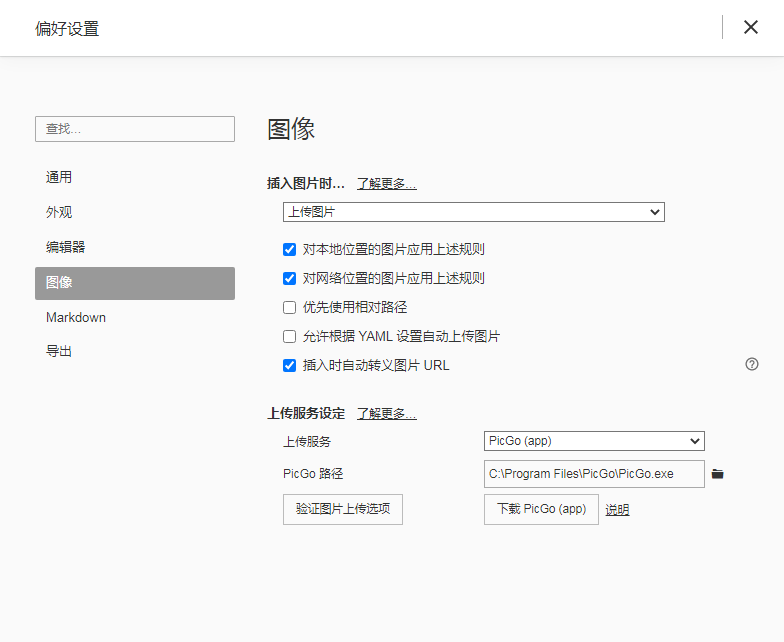 偏好设置
查找...
通用
外观
编辑器
图像
Markdown
导出
图像
插入图片时... 了解更多...
上传图片
对本地位置的图片应用上述规则
对网络位置的图片应用上述规则
优先使用相对路径
允许根据 YAML 设置自动上传图片
插入时自动转义图片 URL
上传服务设定 了解更多...
上传服务 PicGo (app)
PicGo 路径 C:\Program Files\PicGo\PicGo.exe
验证图片上传选项 下载 PicGo (app) 说明